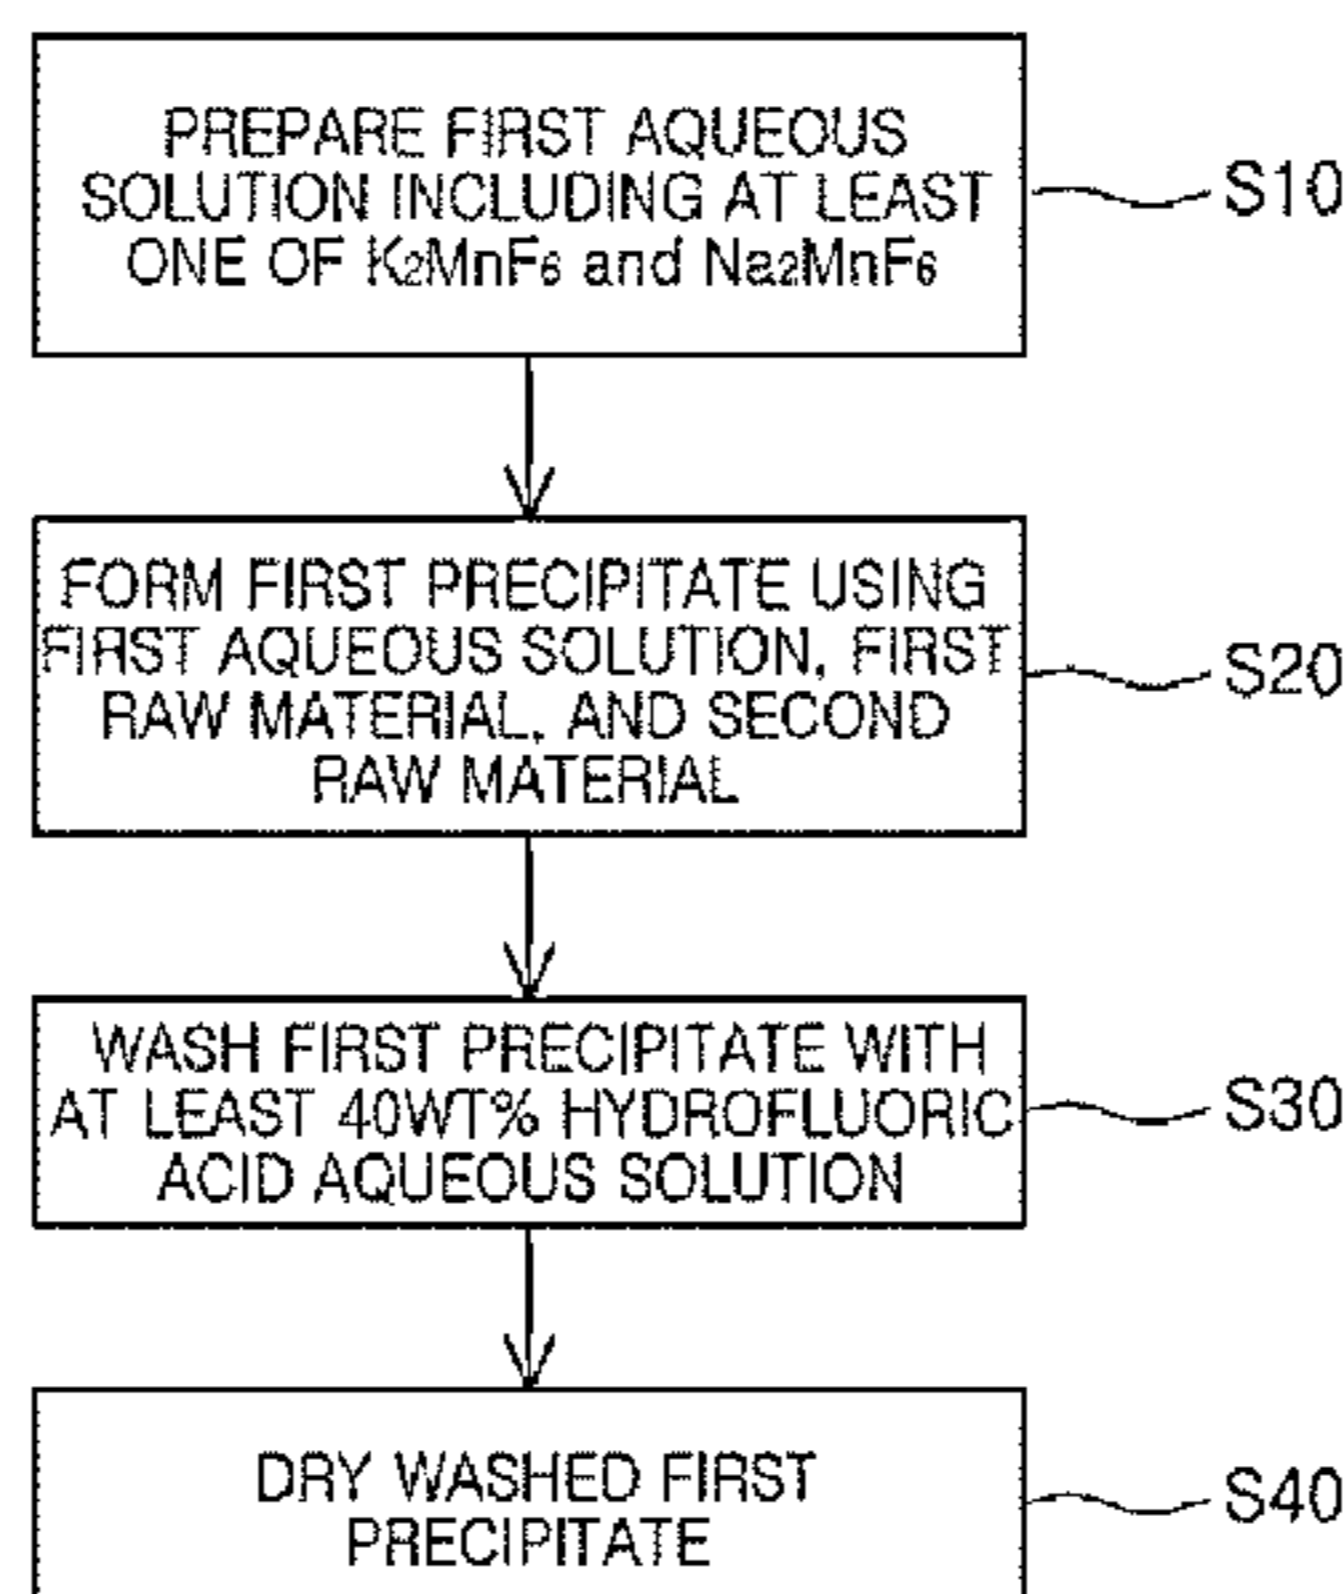 PREPARE FIRST AQUEOUS
SOLUTION INCLUDING AT LEAST
ONE OF K₂MnF₆ and Na₂MnF₆
S10
FORM FIRST PRECIPITATE USING
FIRST AQUEOUS SOLUTION, FIRST
RAW MATERIAL, AND SECOND
RAW MATERIAL
S20
WASH FIRST PRECIPITATE WITH
AT LEAST 40WT% HYDROFLUORIC
ACID AQUEOUS SOLUTION
S30
DRY WASHED FIRST
PRECIPITATE
S40